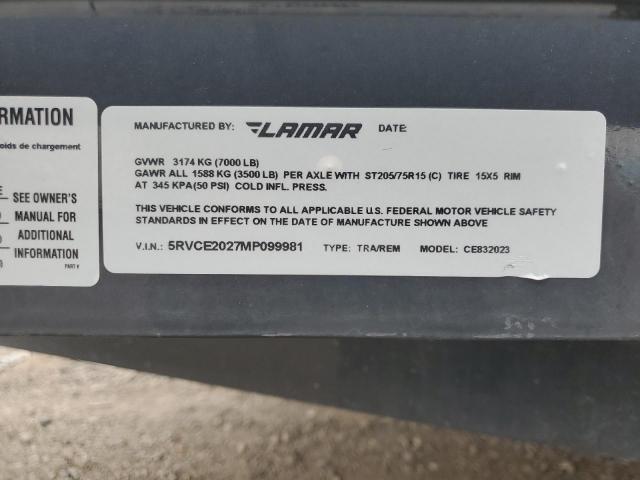 RMATION
oids de chargement
SEE OWNER'S
MANUAL FOR
ADDITIONAL
INFORMATION
PART #
MANUFACTURED BY: LAMAR DATE:
GVWR 3174 KG (7000 LB)
GAWR ALL 1588 KG (3500 LB) PER AXLE WITH ST205/75R15 (C) TIRE 15X5 RIM
AT 345 KPA(50 PSI) COLD INFL. PRESS.
THIS VEHICLE CONFORMS TO ALL APPLICABLE U.S. FEDERAL MOTOR VEHICLE SAFETY
STANDARDS IN EFFECT ON THE DATE OF MANUFACTURE SHOWN ABOVE
V.I.N.: 5RVCE2027MP099981 TYPE: TRA/REM MODEL: CE832023